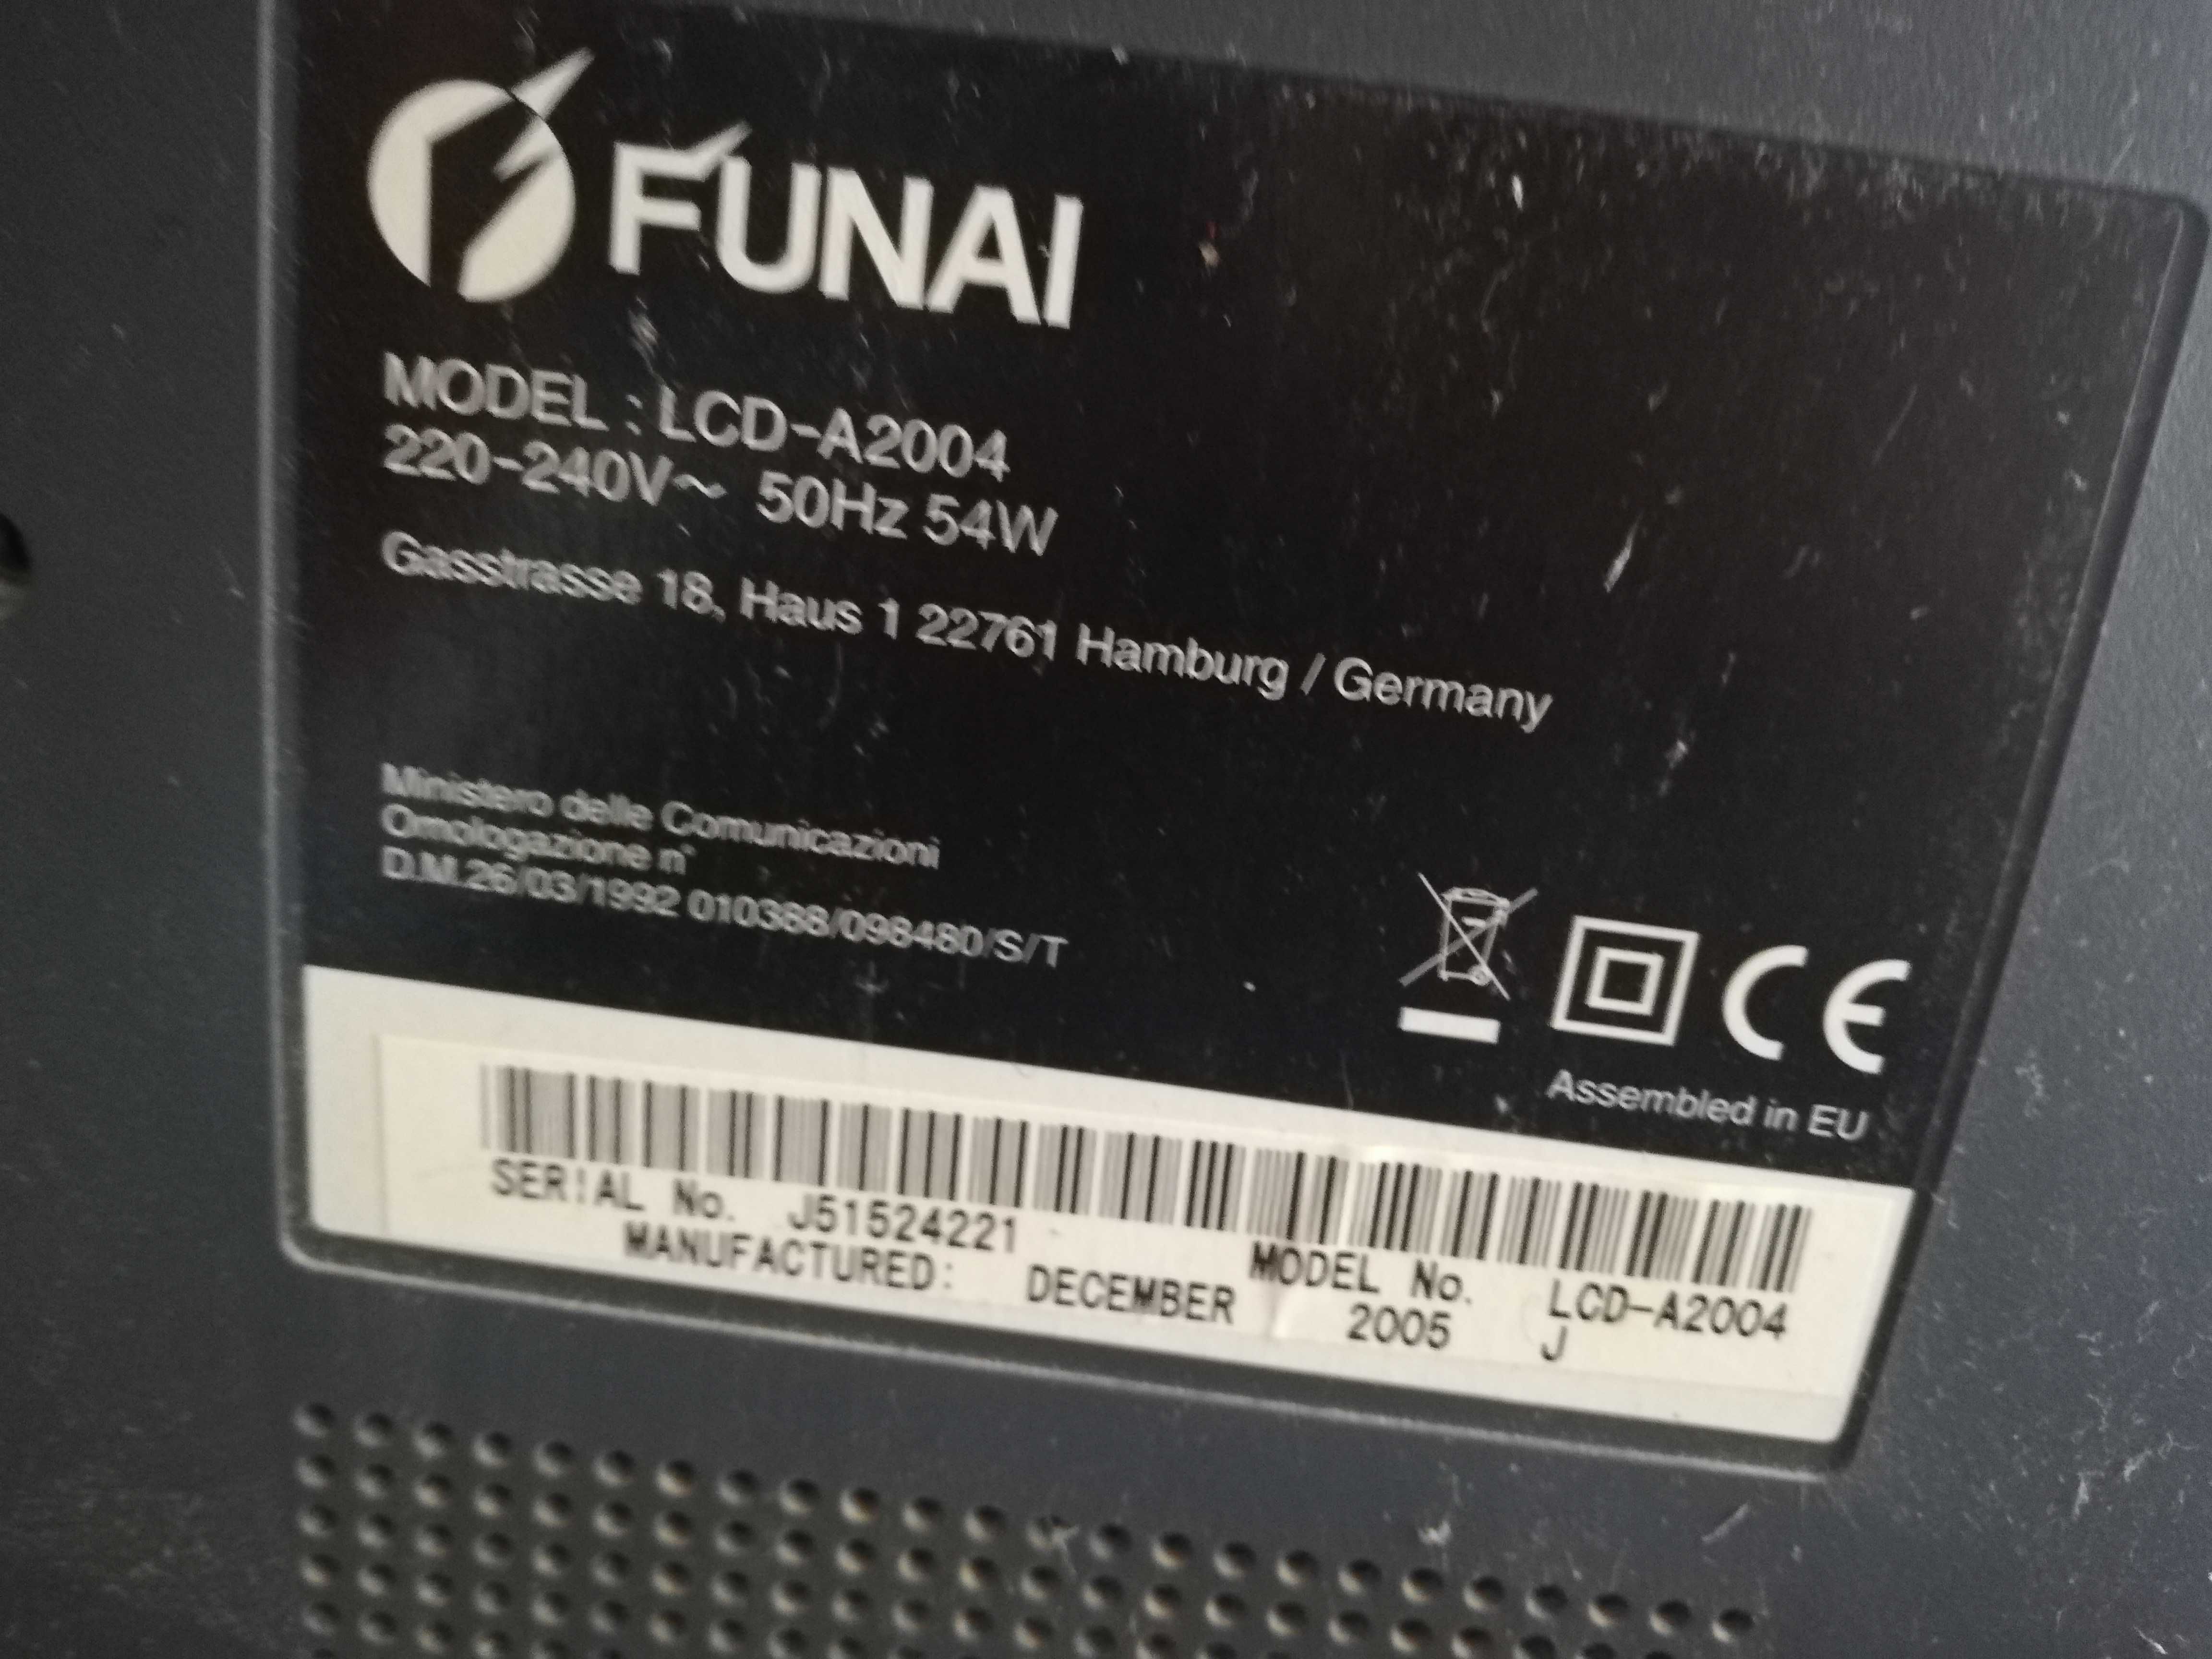 FUNAI
MODEL : LCD-A2004
220-240V~ 50Hz 54W
Gasstrasse 18, Haus 1 22761 Hamburg / Germany
Ministero delle Comunicazioni
Omologazione n°
D.M.26/03/1992 010388/098480/S/T
CE
Assembled in EU
SERIAL No. J51524221 MODEL No. LCD-A2004
MANUFACTURED: DECEMBER 2005 J